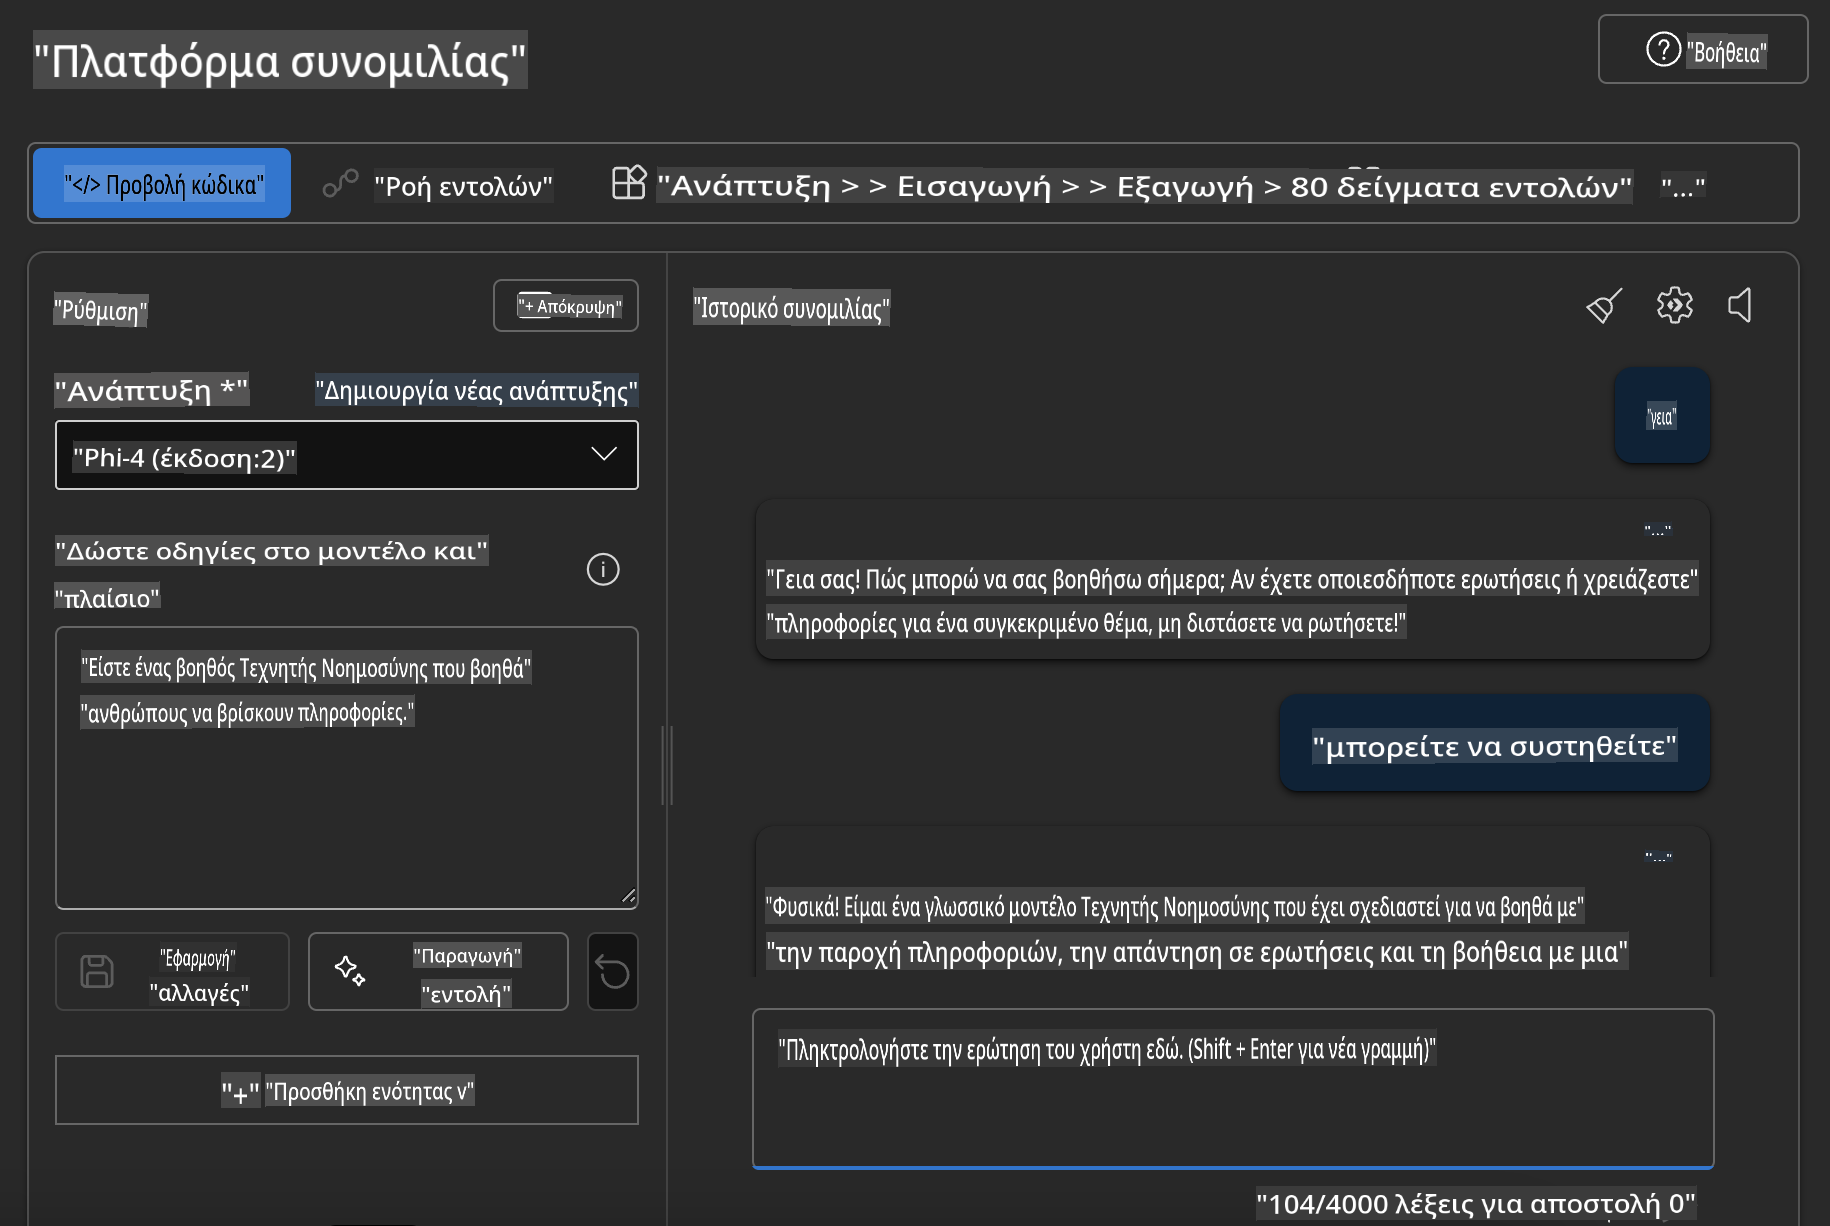 "Πλατφόρμα συνομιλίας"
"Βοήθεια"
"</> Προβολή κώδικα"
"Ροή εντολών"
"Ανάπτυξη > > Εισαγωγή > > Εξαγωγή > 80 δείγματα εντολών"
"..."
"Ρύθμιση"
"+ Απόκρυψη"
"Ανάπτυξη *"
"Δημιουργία νέας ανάπτυξης"
"Phi-4 (έκδοση:2)"
"Δώστε οδηγίες στο μοντέλο και"
"πλαίσιο"
"Είστε ένας βοηθός Τεχνητής Νοημοσύνης που βοηθά"
"ανθρώπους να βρίσκουν πληροφορίες."
"Εφαρμογή"
"αλλαγές"
"Παραγωγή"
"εντολή"
"+" "Προσθήκη ενότητας v"
"Ιστορικό συνομιλίας"
"γεια"
"..."
"Γεια σας! Πώς μπορώ να σας βοηθήσω σήμερα; Αν έχετε οποιεσδήποτε ερωτήσεις ή χρειάζεστε"
"πληροφορίες για ένα συγκεκριμένο θέμα, μη διστάσετε να ρωτήσετε!"
"μπορείτε να συστηθείτε"
"..."
"Φυσικά! Είμαι ένα γλωσσικό μοντέλο Τεχνητής Νοημοσύνης που έχει σχεδιαστεί για να βοηθά με"
"την παροχή πληροφοριών, την απάντηση σε ερωτήσεις και τη βοήθεια με μια"
"Πληκτρολογήστε την ερώτηση του χρήστη εδώ. (Shift + Enter για νέα γραμμή)"
"104/4000 λέξεις για αποστολή 0"